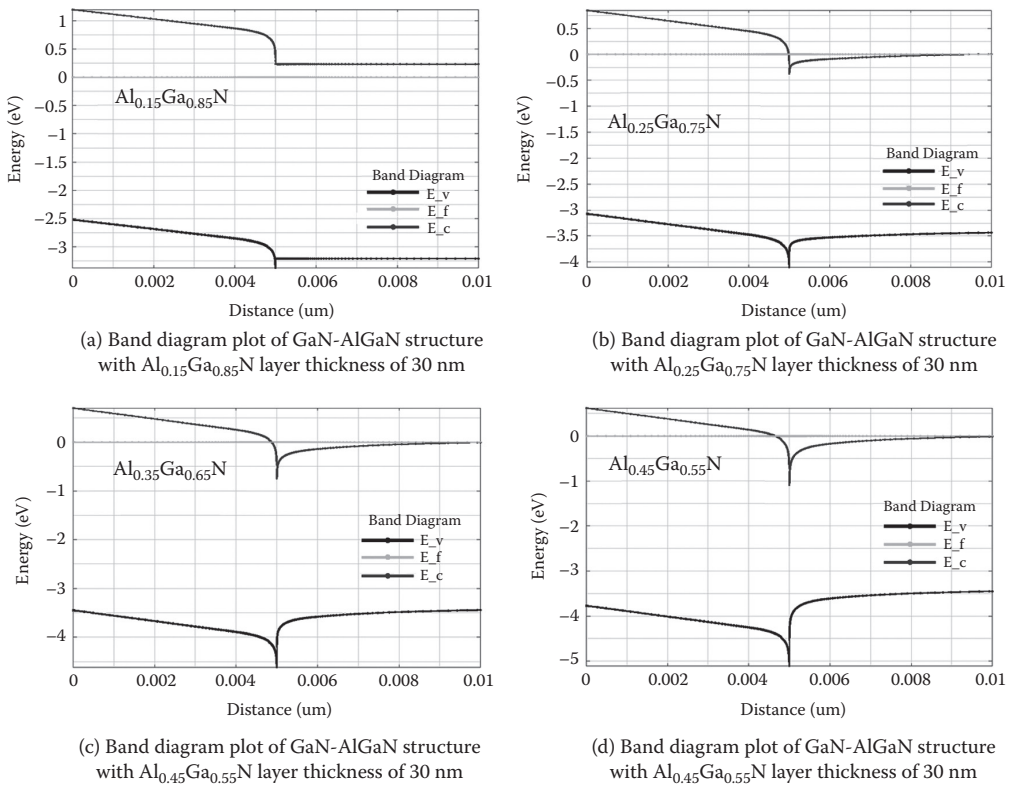 1
0.5
0
−0.5
−1
−1.5
−2
−2.5
−3
Energy (eV)
Al0.15Ga0.85N
Band Diagram
E_v
E_f
E_c
0
0.002
0.004
0.006
0.008
0.01
Distance (um)
(a) Band diagram plot of GaN-AlGaN structure
with Al0.15Ga0.85N layer thickness of 30 nm
0.5
0
−0.5
−1
−1.5
−2
−2.5
−3
−3.5
−4
Energy (eV)
Al0.25Ga0.75N
Band Diagram
E_v
E_f
E_c
0
0.002
0.004
0.006
0.008
0.01
Distance (um)
(b) Band diagram plot of GaN-AlGaN structure
with Al0.25Ga0.75N layer thickness of 30 nm
0
−1
−2
−3
−4
Energy (eV)
Al0.35Ga0.65N
Band Diagram
E_v
E_f
E_c
0
0.002
0.004
0.006
0.008
0.01
Distance (um)
(c) Band diagram plot of GaN-AlGaN structure
with Al0.45Ga0.55N layer thickness of 30 nm
0
−1
−2
−3
−4
−5
Energy (eV)
Al0.45Ga0.55N
Band Diagram
E_v
E_f
E_c
0
0.002
0.004
0.006
0.008
0.01
Distance (um)
(d) Band diagram plot of GaN-AlGaN structure
with Al0.45Ga0.55N layer thickness of 30 nm